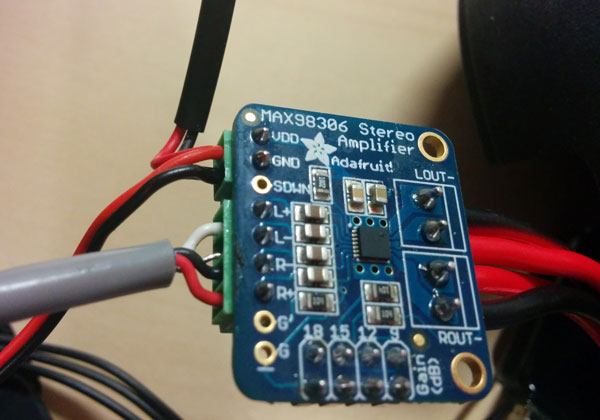 MAX98306 Stereo
Amplifier
Adafruit!
VDD
GND
SDWN
L+
L-
R-
R+
G'
G
LOUT-
ROUT-
18 15 12 9
Gain
(dB)